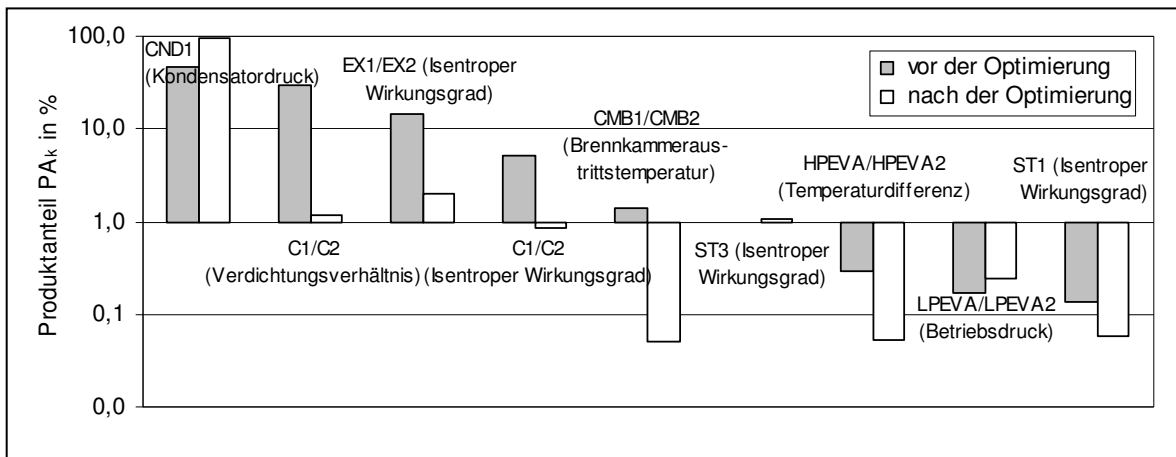 Produktanteil PAk in %
100,0
10,0
1,0
0,1
0,0
CND1
(Kondensatordruck)
EX1/EX2 (Isentroper
Wirkungsgrad)
CMB1/CMB2
(Brennkammeraus-
trittstemperatur)
vor der Optimierung
nach der Optimierung
HPEVA/HPEVA2
(Temperaturdifferenz)
ST1 (Isentroper
Wirkungsgrad)
C1/C2
(Verdichtungsverhältnis)
C1/C2
(Isentroper Wirkungsgrad)
ST3 (Isentroper
Wirkungsgrad)
LPEVA/LPEVA2
(Betriebsdruck)